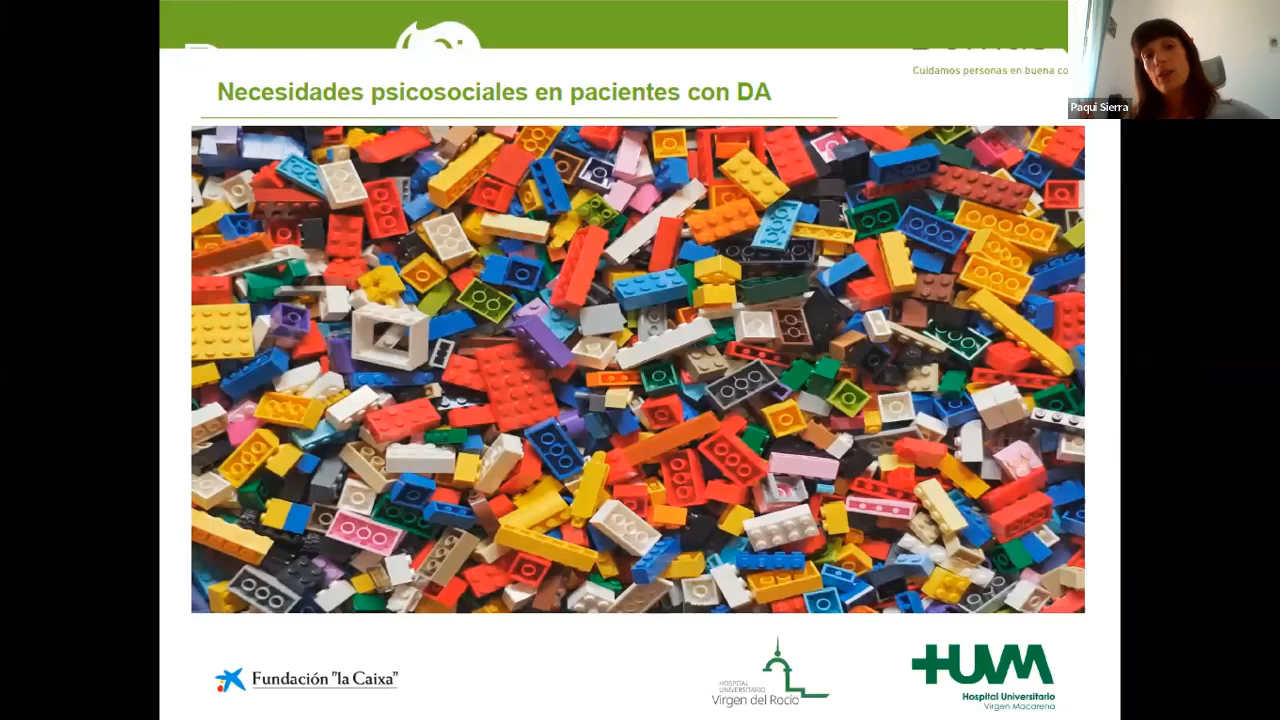 Cuidamos personas en buena co
Paqui Sierra
Necesidades psicosociales en pacientes con DA
Fundación "la Caixa"
HOSPITAL
UNIVERSITARIO
Virgen del Rocío
HUVM
Hospital Universitario
Virgen Macarena